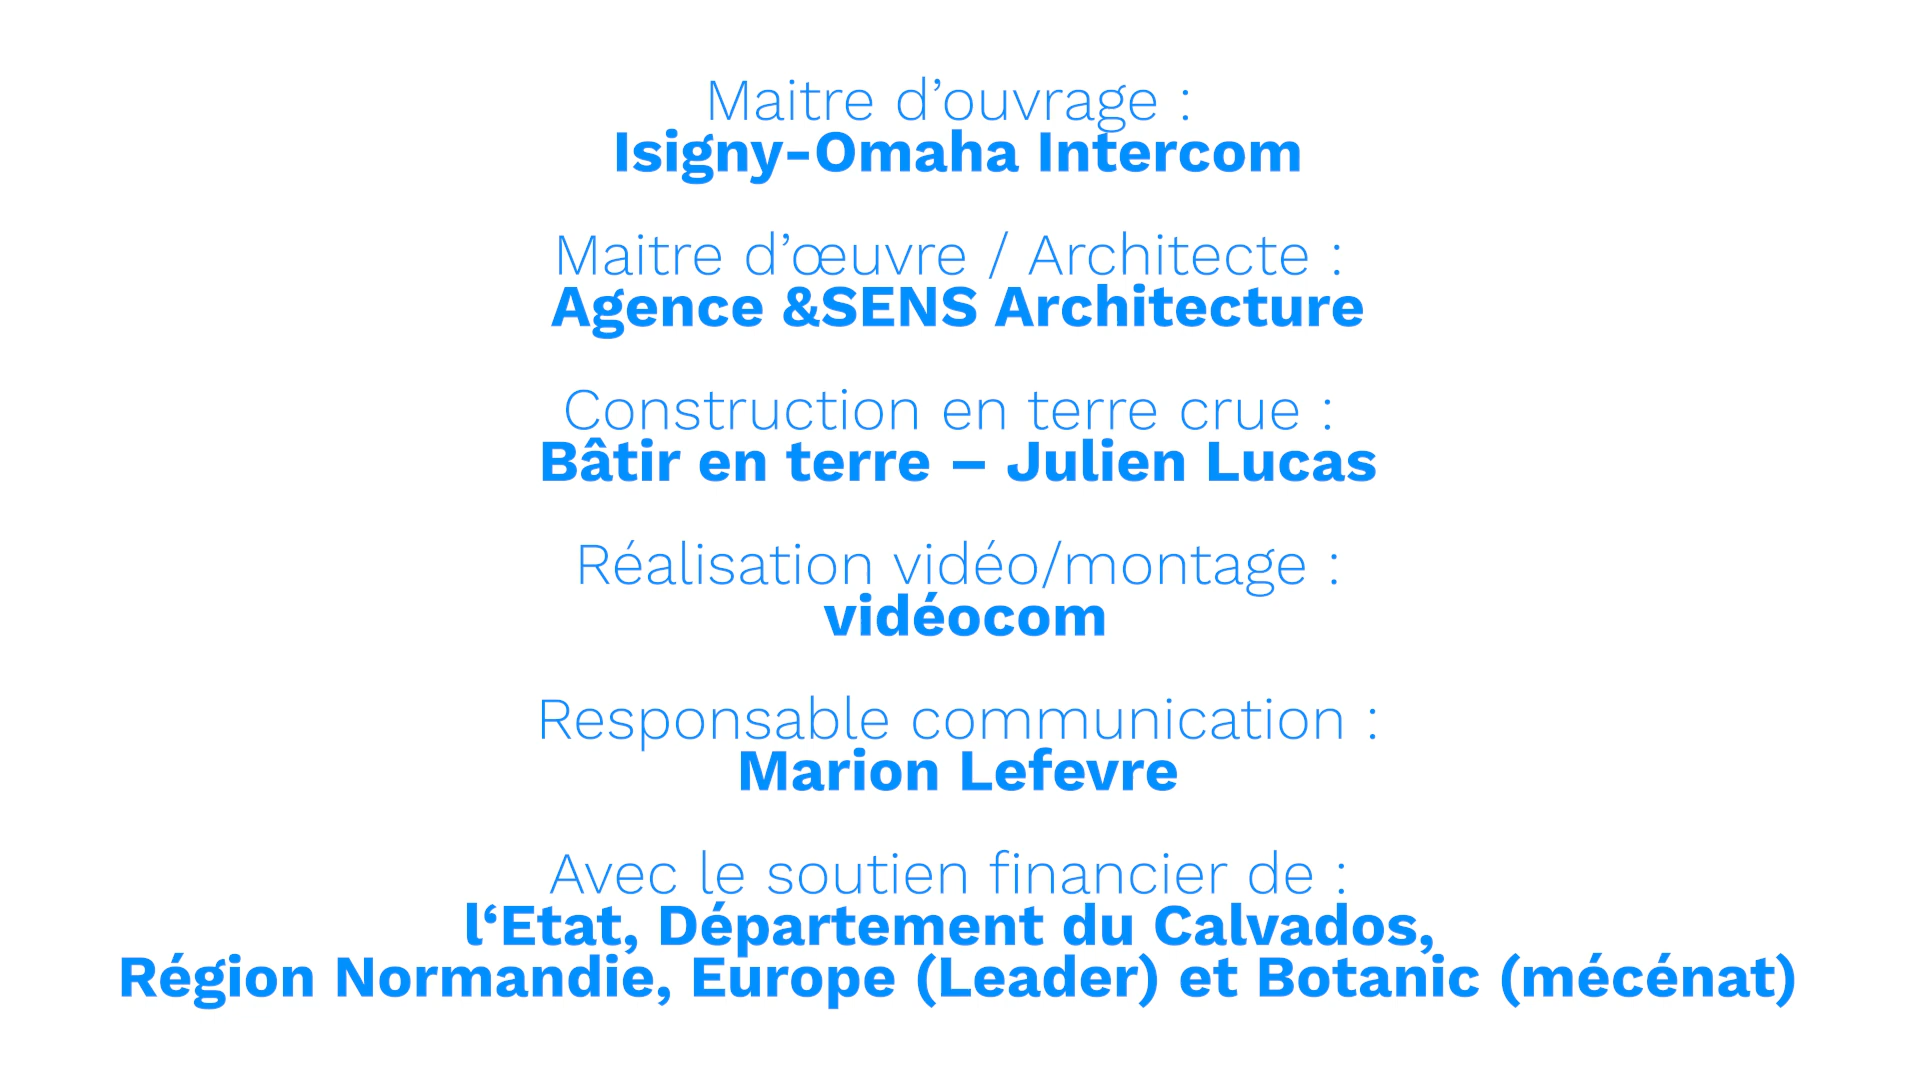 Maitre d’ouvrage :
Isigny-Omaha Intercom
Maitre d’œuvre / Architecte :
Agence &SENS Architecture
Construction en terre crue :
Bâtir en terre – Julien Lucas
Réalisation vidéo/montage :
vidéocom
Responsable communication :
Marion Lefevre
Avec le soutien financier de :
l‘Etat, Département du Calvados,
Région Normandie, Europe (Leader) et Botanic (mécénat)